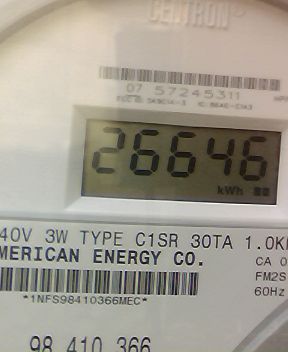 CENTRON
07 57245311
26646
kWh
40V 3W TYPE C1SR 30TA 1.0K
MERICAN ENERGY CO.
CA 0
FM2S
60Hz
*1NFS98410366MEC*
98 410 366